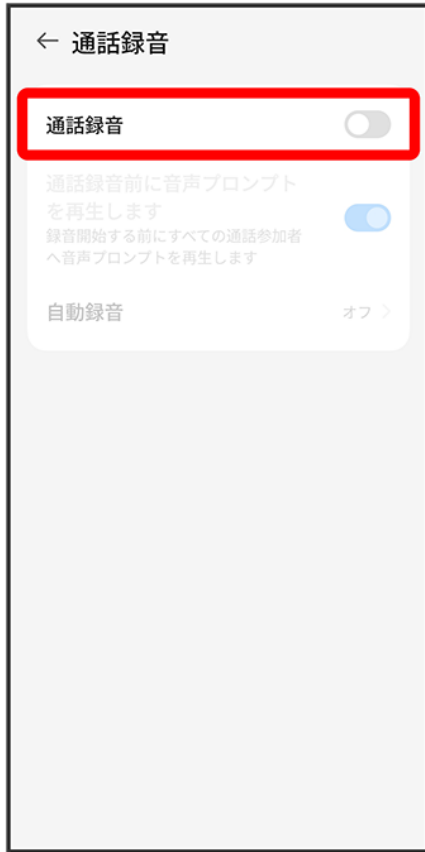 通話録音
通話録音
通話録音前に音声プロンプト
を再生します
録音開始する前にすべての通話参加者
へ音声プロンプトを再生します
自動録音 オフ